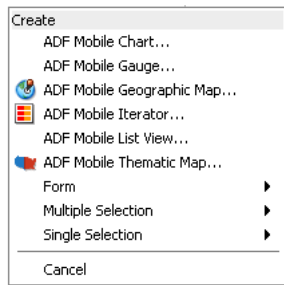 Create
ADF Mobile Chart...
ADF Mobile Gauge...
ADF Mobile Geographic Map...
ADF Mobile Iterator...
ADF Mobile List View...
ADF Mobile Thematic Map...
Form
Multiple Selection
Single Selection
Cancel